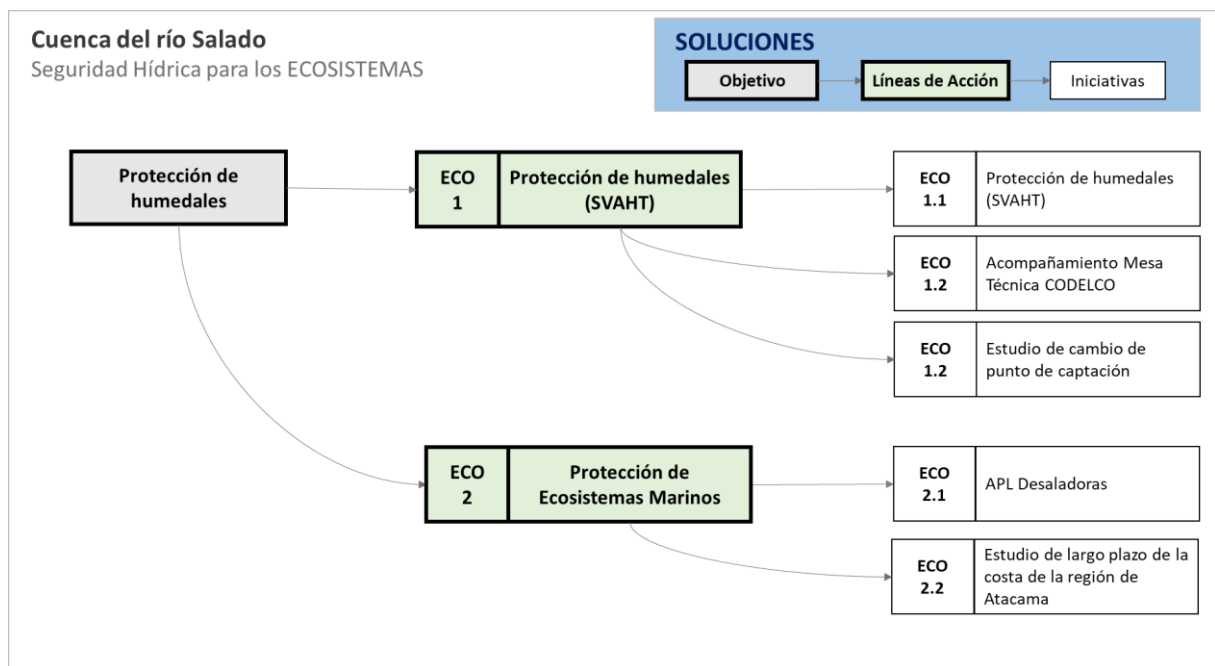 Cuenca del río Salado
Seguridad Hídrica para los ECOSISTEMAS
SOLUCIONES
Objetivo
Líneas de Acción
Iniciativas
Protección de
humedales
ECO
1
Protección de humedales
(SVAHT)
ECO
1.1
Protección de humedales
(SVAHT)
ECO
1.2
Acompañamiento Mesa
Técnica CODELCO
ECO
1.2
Estudio de cambio de
punto de captación
ECO
2
Protección de
Ecosistemas Marinos
ECO
2.1
APL Desaladoras
ECO
2.2
Estudio de largo plazo de la
costa de la región de
Atacama